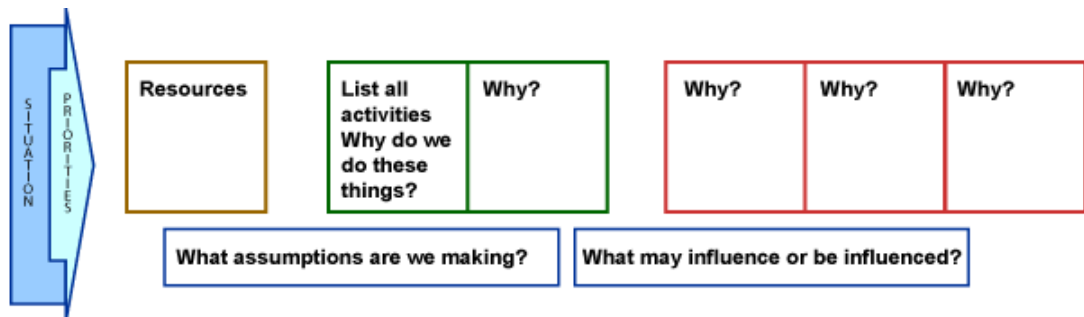 SITUATION
PRIORITIES
Resources
List all
activities
Why do we
do these
things?
Why?
Why?
Why?
Why?
What assumptions are we making?
What may influence or be influenced?